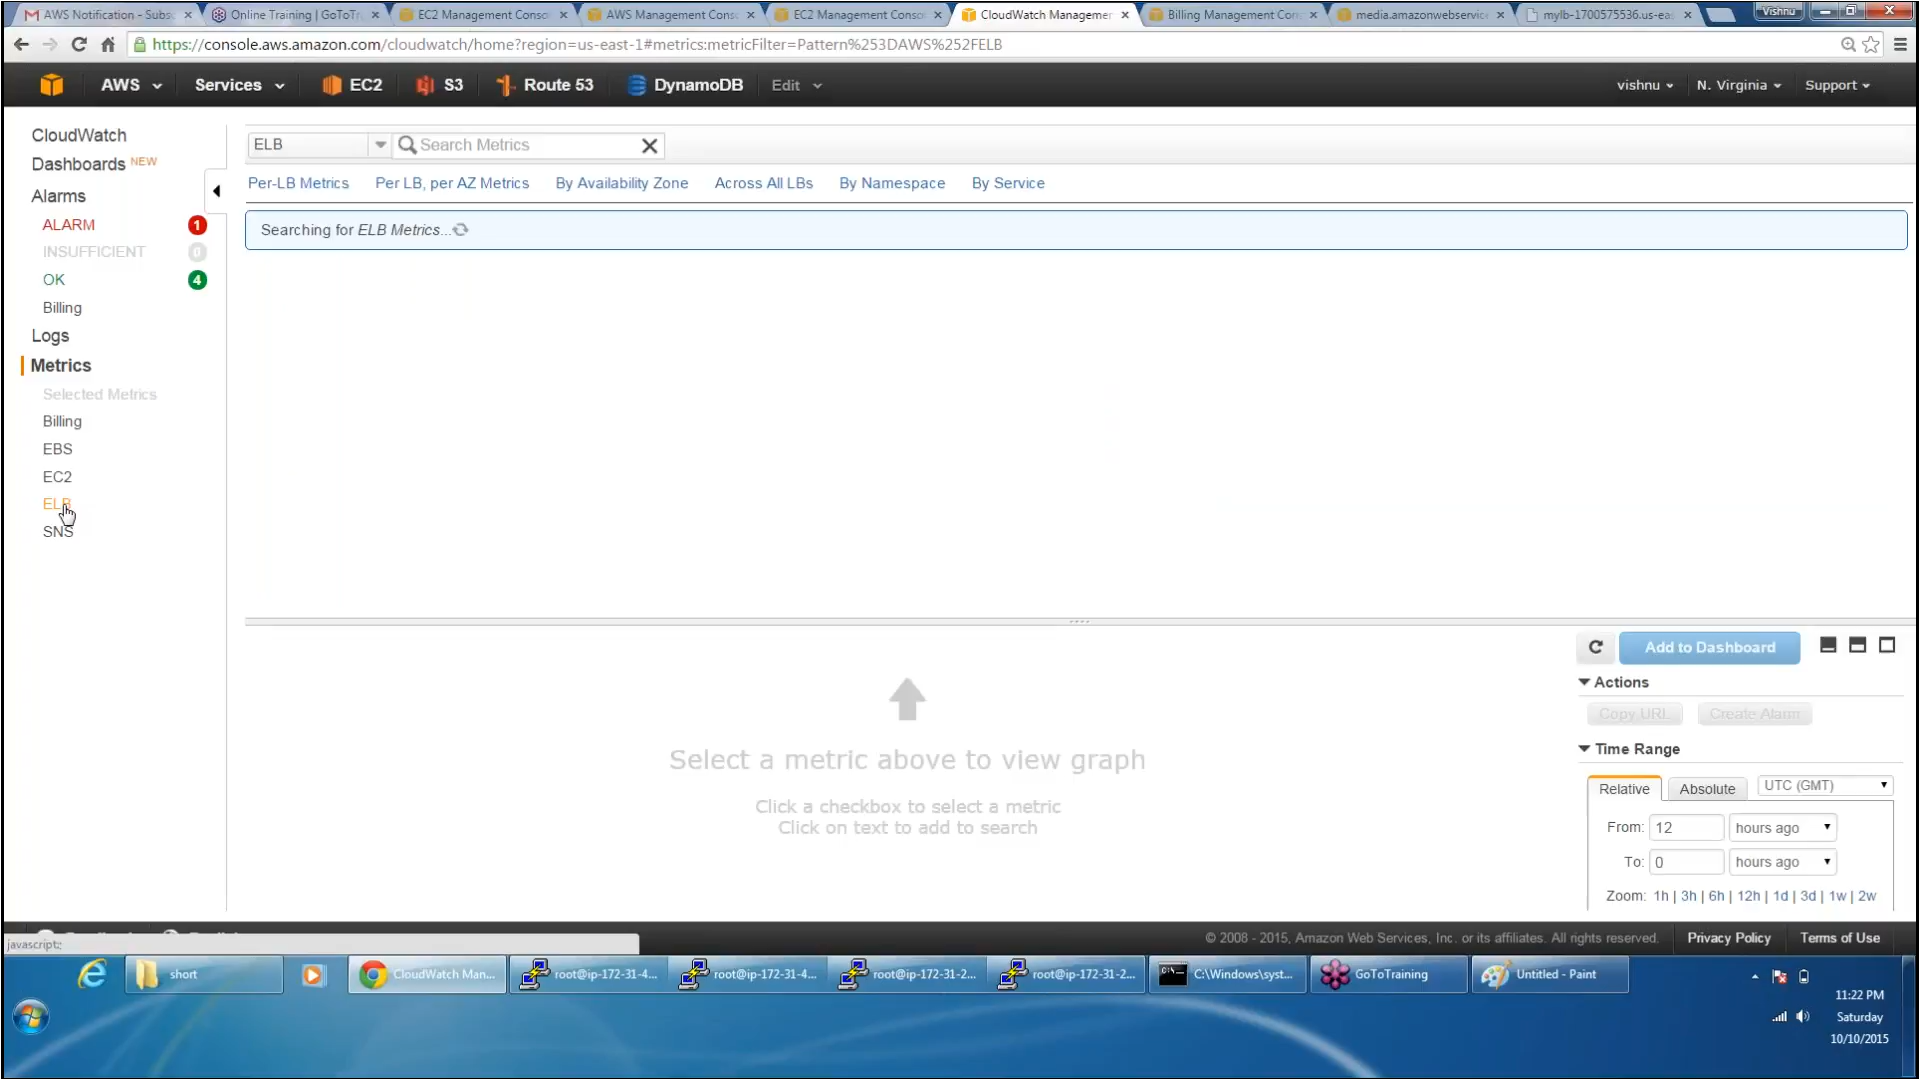 AWS Notification - Subsc
Online Training | GoToTr
EC2 Management Conso
AWS Management Cons
EC2 Management Conso
CloudWatch Managemen
Billing Management Con
media.amazonwebservic
mylb-1700575536.us-eas
Vishnu
https://console.aws.amazon.com/cloudwatch/home?region=us-east-1#metrics:metricFilter=Pattern%253DAWS%252FELB
AWS
Services
EC2
S3
Route 53
DynamoDB
Edit
vishnu
N. Virginia
Support
CloudWatch
Dashboards NEW
Alarms
ALARM 1
INSUFFICIENT 0
OK 4
Billing
Logs
Metrics
Selected Metrics
Billing
EBS
EC2
ELB
SNS
ELB
Search Metrics
Per-LB Metrics
Per LB, per AZ Metrics
By Availability Zone
Across All LBs
By Namespace
By Service
Searching for ELB Metrics...
Select a metric above to view graph
Click a checkbox to select a metric
Click on text to add to search
Add to Dashboard
Actions
Copy URL
Create Alarm
Time Range
Relative
Absolute
UTC (GMT)
From: 12 hours ago
To: 0 hours ago
Zoom: 1h | 3h | 6h | 12h | 1d | 3d | 1w | 2w
javascript:;
© 2008 - 2015, Amazon Web Services, Inc. or its affiliates. All rights reserved.
Privacy Policy
Terms of Use
short
CloudWatch Man...
root@ip-172-31-4...
root@ip-172-31-4...
root@ip-172-31-2...
root@ip-172-31-2...
C:\Windows\syst...
GoToTraining
Untitled - Paint
11:22 PM
Saturday
10/10/2015